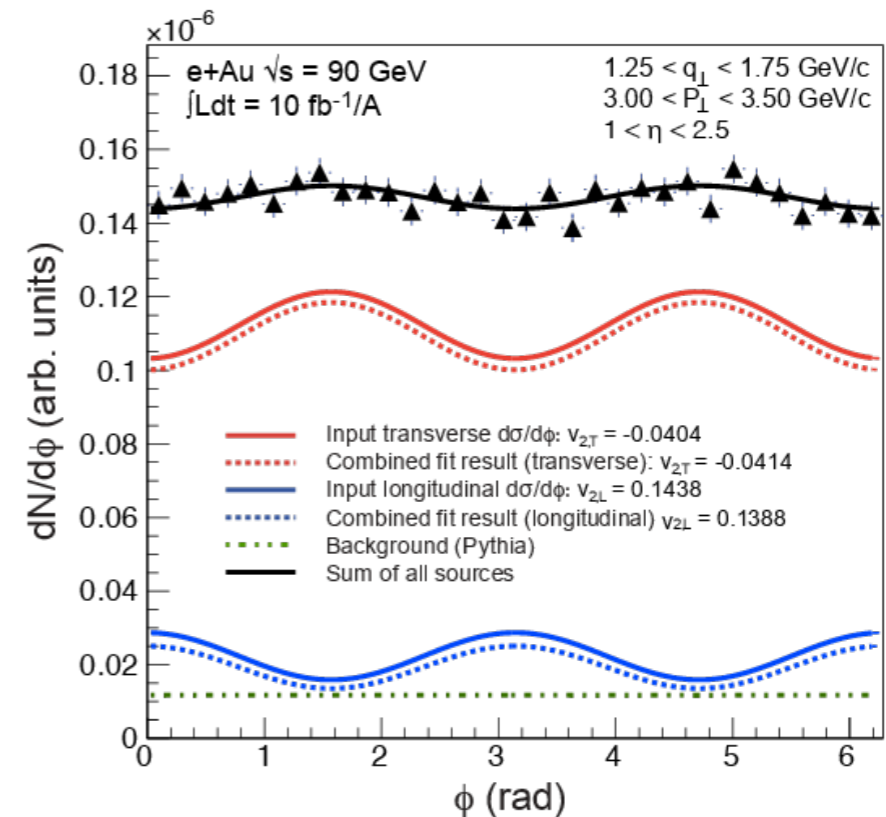 ×10⁻⁶
e+Au √s = 90 GeV
∫Ldt = 10 fb⁻¹/A
1.25 < q⊥ < 1.75 GeV/c
3.00 < P⊥ < 3.50 GeV/c
1 < η < 2.5
dN/dϕ (arb. units)
0.18
0.16
0.14
0.12
0.1
0.08
0.06
0.04
0.02
0
Input transverse dσ/dϕ: v₂,T = -0.0404
Combined fit result (transverse): v₂,T = -0.0414
Input longitudinal dσ/dϕ: v₂,L = 0.1438
Combined fit result (longitudinal) v₂,L = 0.1388
Background (Pythia)
Sum of all sources
0 1 2 3 4 5 6
ϕ (rad)